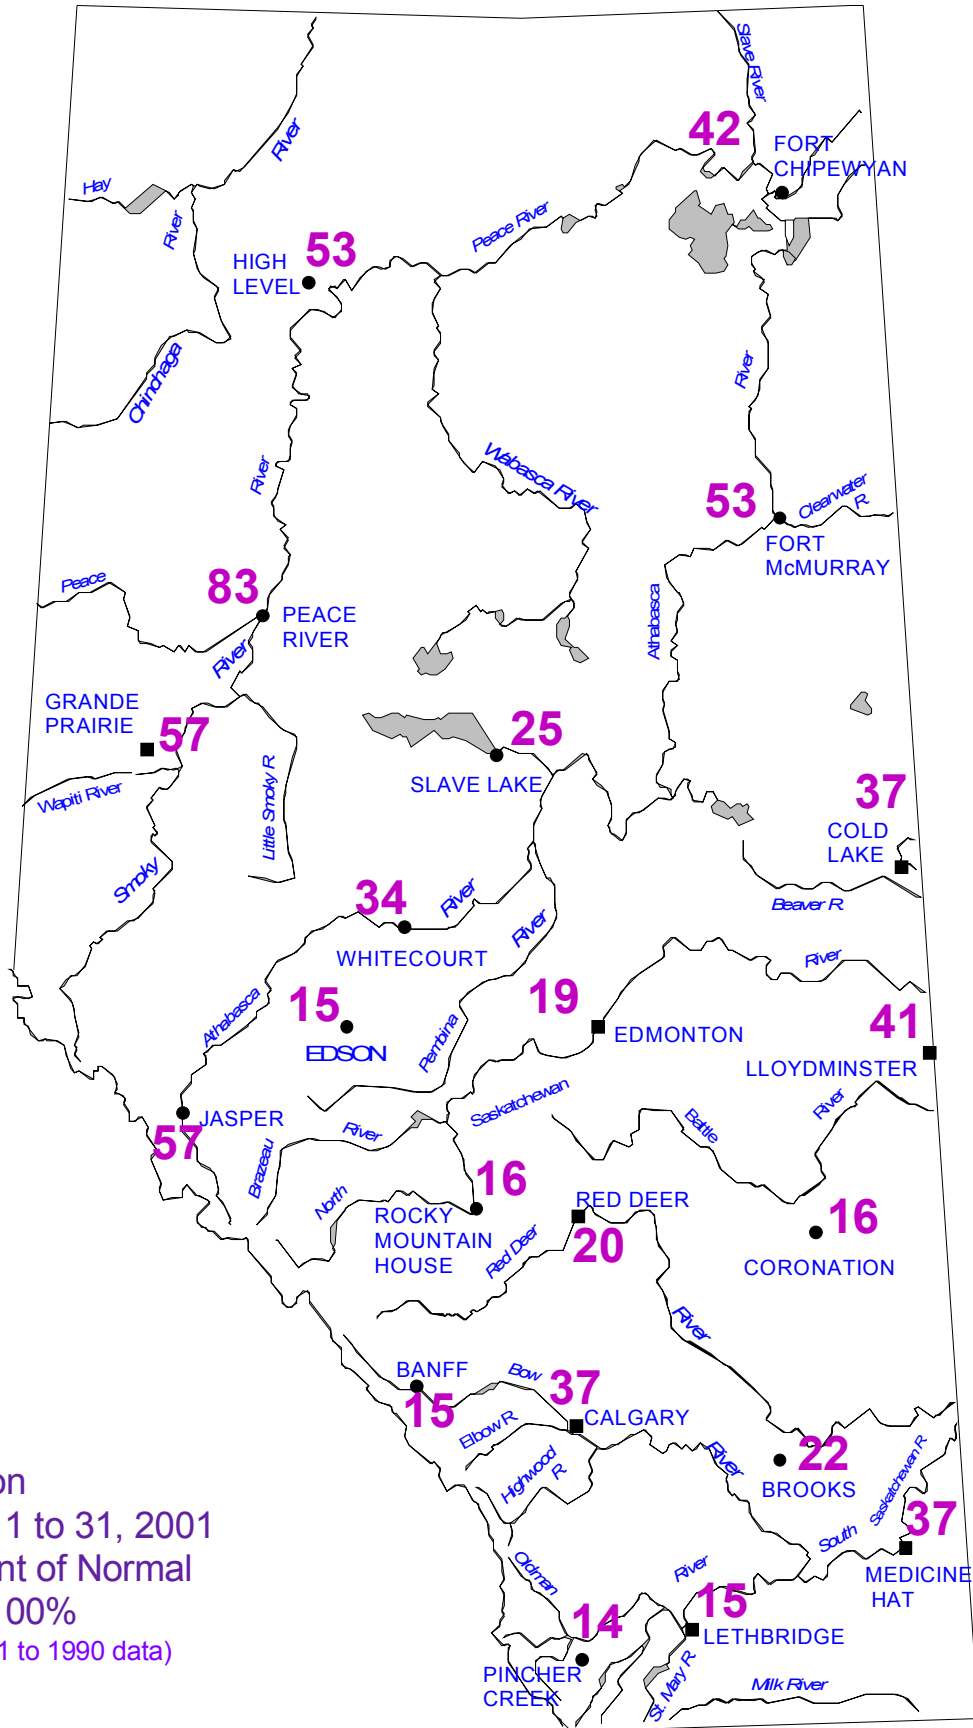 Slave River
42
FORT
CHIPEWYAN
Hay
River
River
Peace River
53
HIGH
LEVEL
Chinchaga
River
River
Wabasca River
53
Clearwater
R.
FORT
McMURRAY
Peace
83
PEACE
RIVER
River
Athabasca
GRANDE
PRAIRIE
57
25
SLAVE LAKE
Wapiti River
Little Smoky R
37
COLD
LAKE
Smoky
Beaver R.
34
River
WHITECOURT
River
River
Athabasca
15
EDSON
Pembina
19
EDMONTON
41
LLOYDMINSTER
JASPER
57
Brazeau
River
Saskatchewan
Battle
River
North
16
ROCKY
MOUNTAIN
HOUSE
RED DEER
20
Red Deer
16
CORONATION
River
BANFF
15
Bow
37
CALGARY
Elbow R.
Highwood
R
River
22
BROOKS
Saskatchewan R
South
37
MEDICINE
HAT
on
1 to 31, 2001
nt of Normal
00%
1 to 1990 data)
Oldman
River
14
PINCHER
CREEK
15
LETHBRIDGE
St. Mary R
Milk River